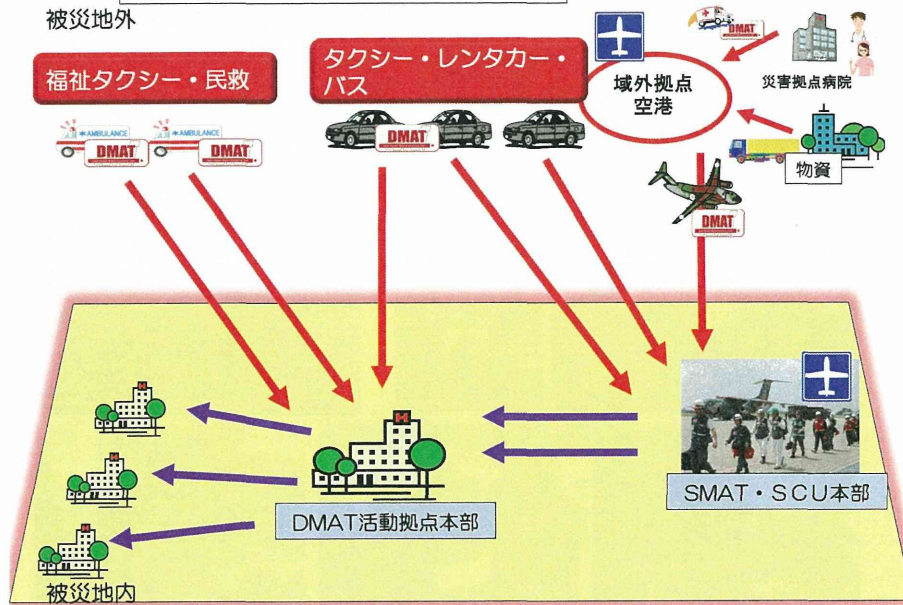 被災地外
福祉タクシー・民救
タクシー・レンタカー・
バス
域外拠点
空港
災害拠点病院
物資
AMBULANCE
DMAT
AMBULANCE
DMAT
DMAT
DMAT
DMAT
H
H
H
H
DMAT活動拠点本部
SMAT・SCU本部
被災地内